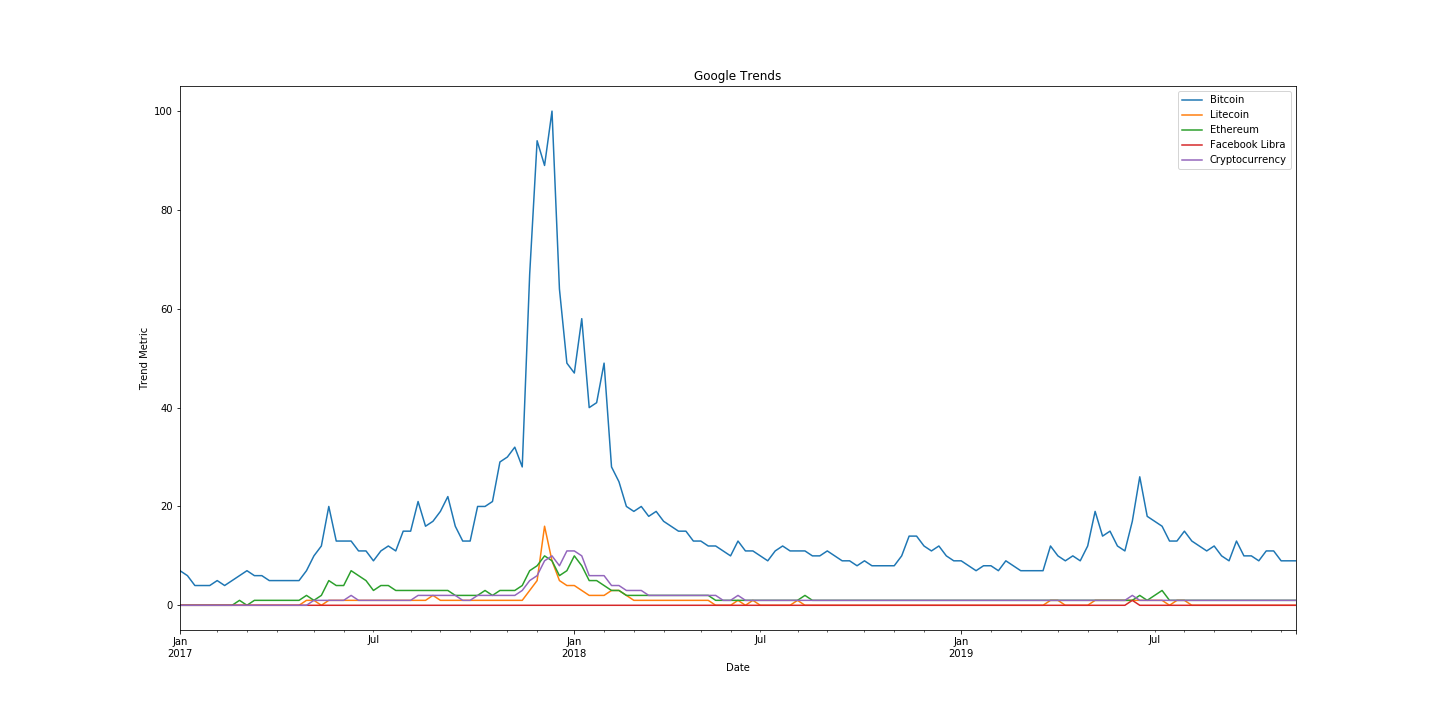 Google Trends
Bitcoin
Litecoin
Ethereum
Facebook Libra
Cryptocurrency
100
80
60
40
20
0
Trend Metric
Jan
2017
Jul
Jan
2018
Jul
Jan
2019
Jul
Date